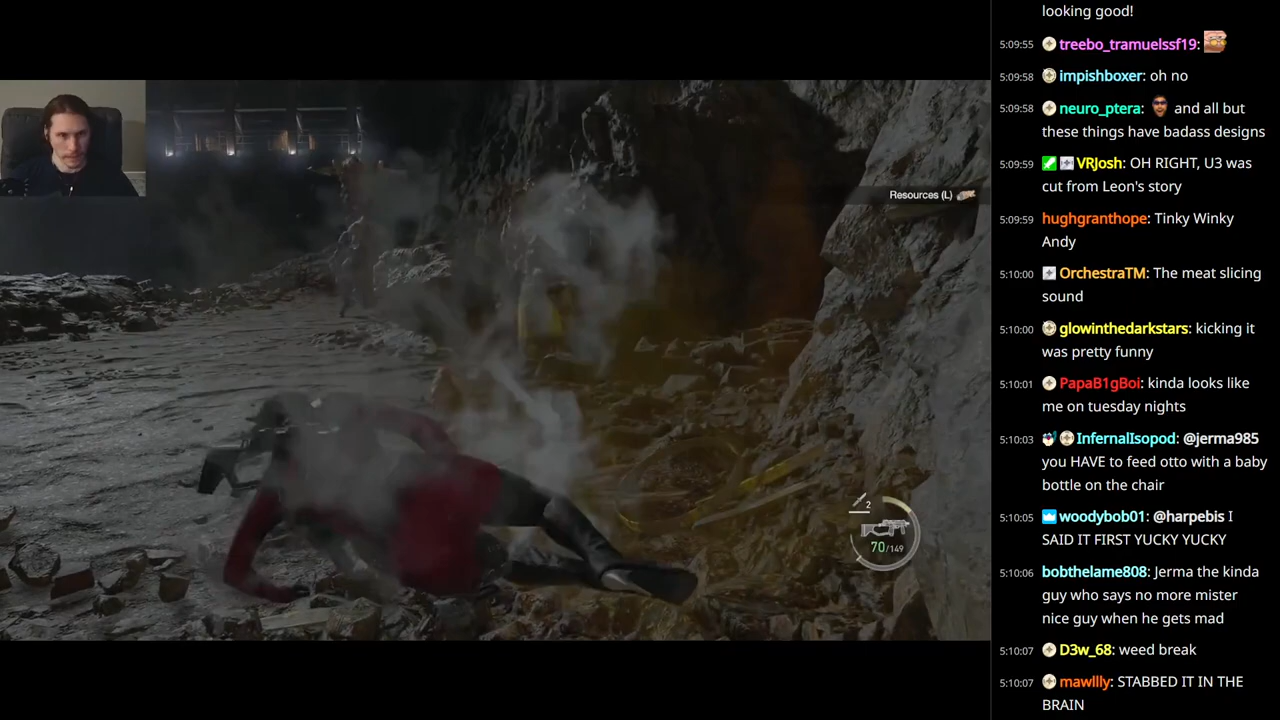 looking good!
5:09:55 treebo_tramuelssf19:
5:09:58 impishboxer: oh no
5:09:58 neuro_ptera: and all but
these things have badass designs
5:09:59 VRJosh: OH RIGHT, U3 was
cut from Leon's story
5:09:59 hughgranthope: Tinky Winky
Andy
5:10:00 OrchestraTM: The meat slicing
sound
5:10:00 glowinthedarkstars: kicking it
was pretty funny
5:10:01 PapaB1gBoi: kinda looks like
me on tuesday nights
5:10:03 InfernalIsopod: @jerma985
you HAVE to feed otto with a baby
bottle on the chair
5:10:05 woodybob01: @harpebis I
SAID IT FIRST YUCKY YUCKY
5:10:06 bobthelame808: Jerma the kinda
guy who says no more mister
nice guy when he gets mad
5:10:07 D3w_68: weed break
5:10:07 mawllly: STABBED IT IN THE
BRAIN
Resources (L)
2
70/149